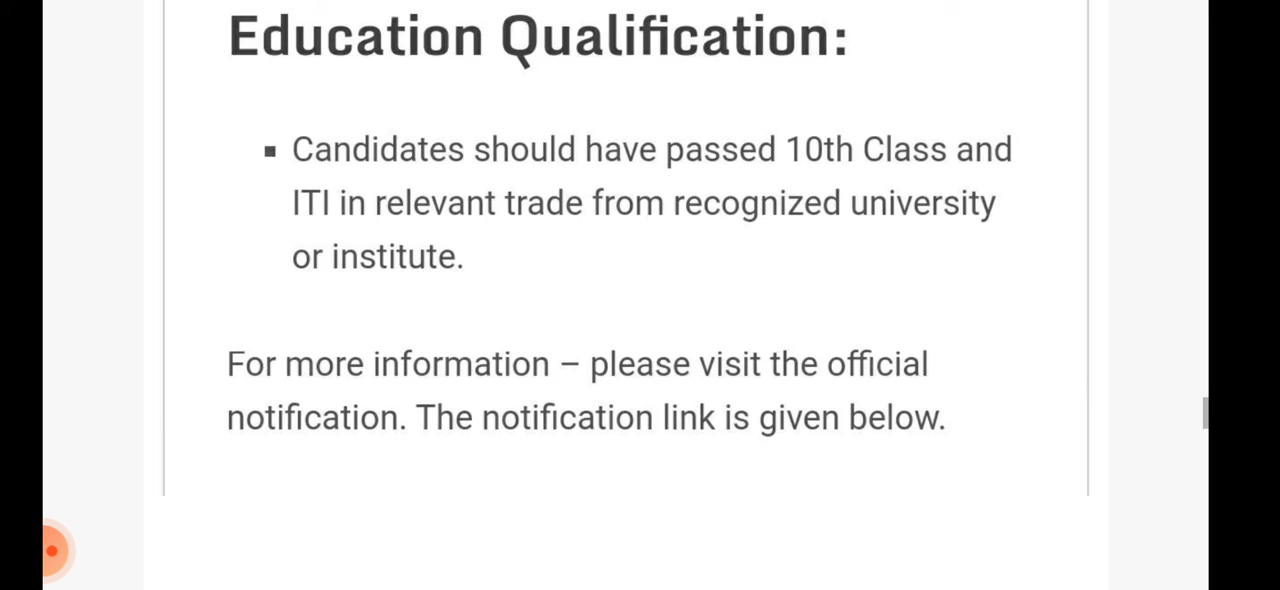 Education Qualification:
▪ Candidates should have passed 10th Class and
ITI in relevant trade from recognized university
or institute.
For more information – please visit the official
notification. The notification link is given below.